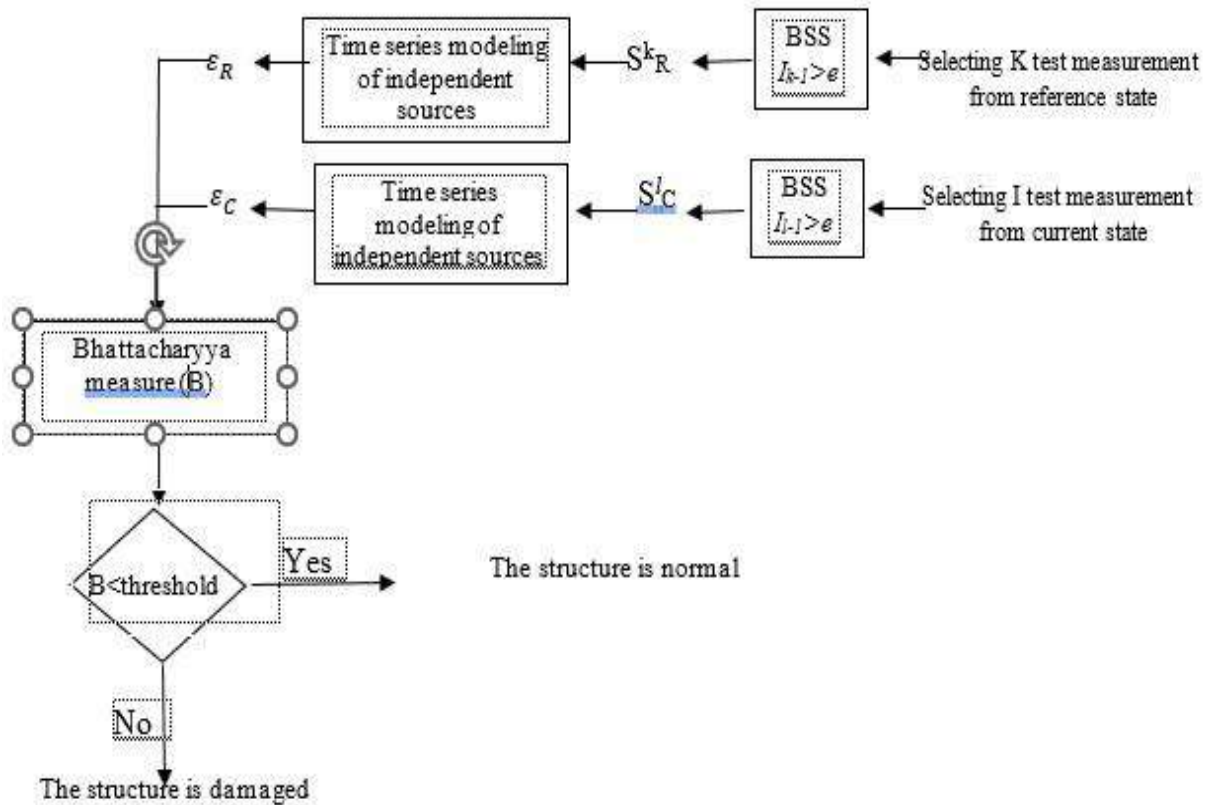 Selecting K test measurement
from reference state
BSS
I_{k-1}>e
S^k_R
Time series modeling
of independent
sources
ε_R
Selecting I test measurement
from current state
BSS
I_{l-1}>e
S^l_C
Time series
modeling of
independent sources
ε_C
Bhattacharyya
measure(B)
B<threshold
Yes
The structure is normal
No
The structure is damaged